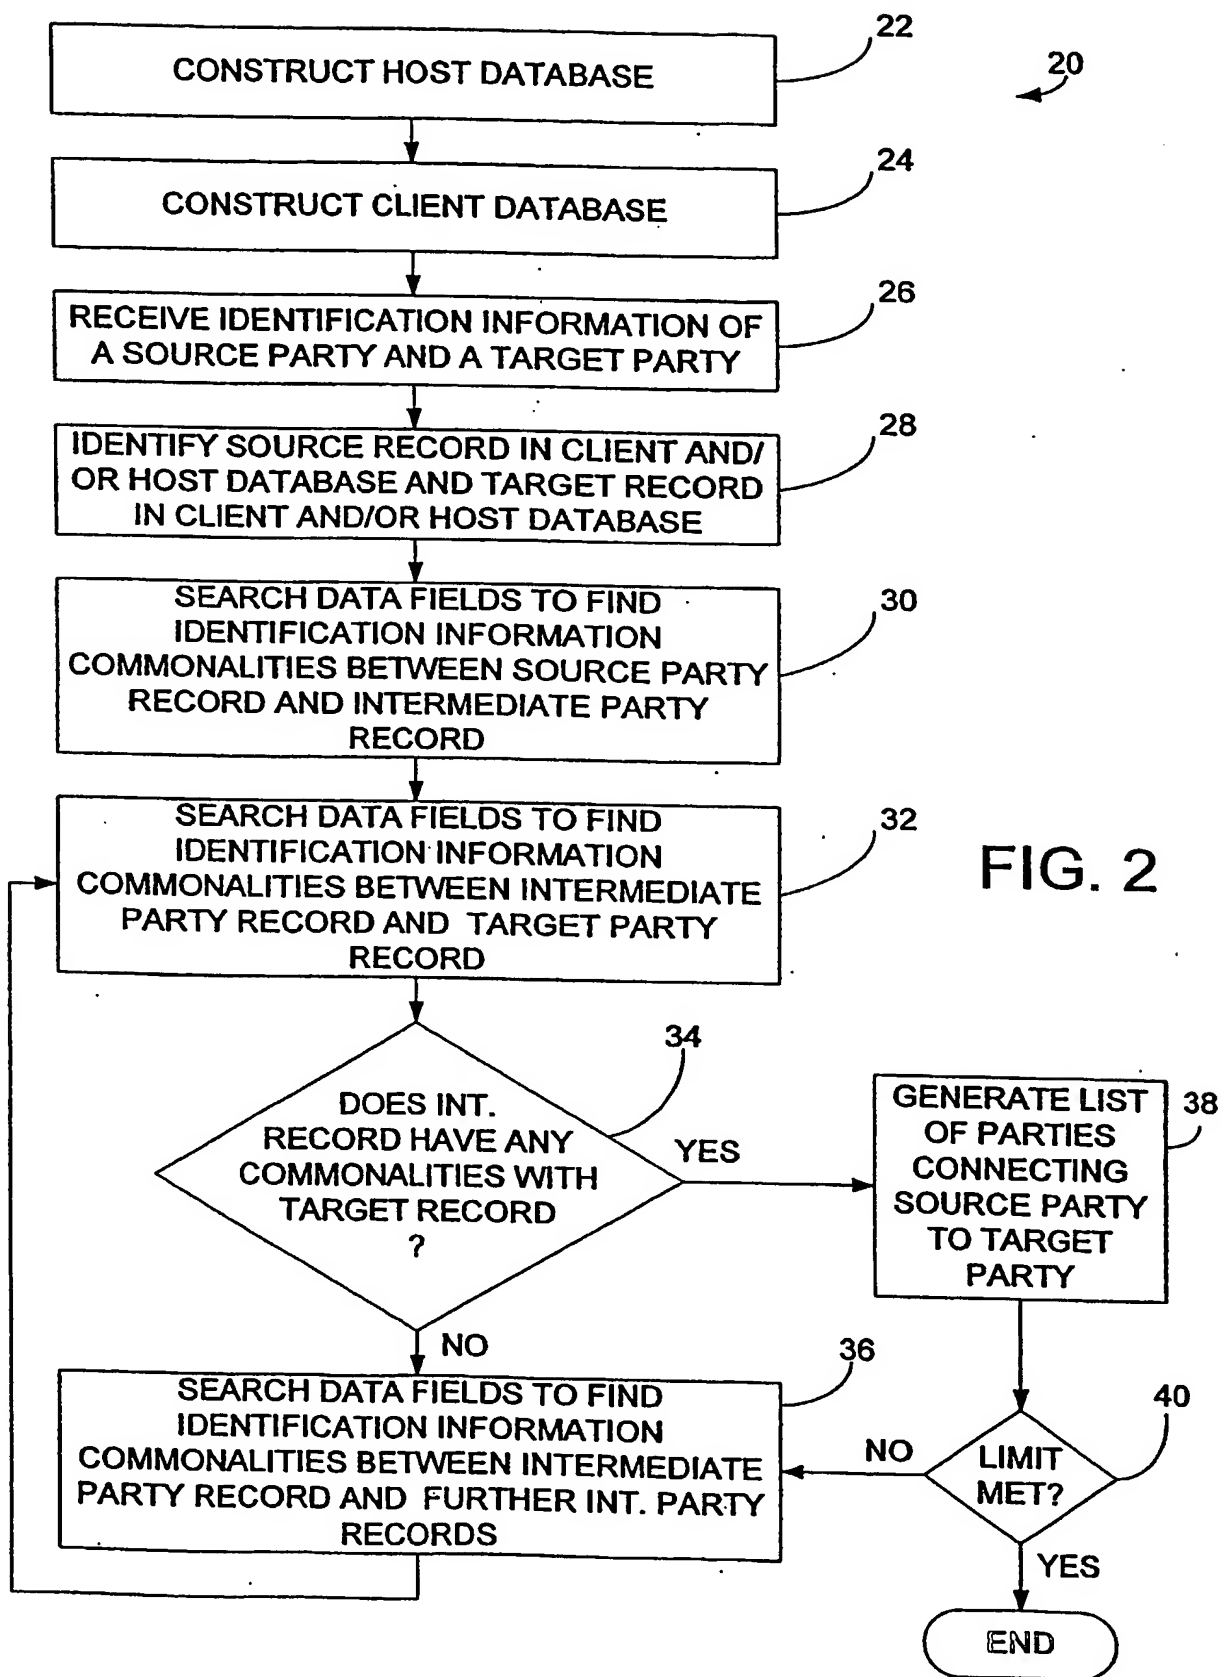 CONSTRUCT HOST DATABASE
22
20
CONSTRUCT CLIENT DATABASE
24
RECEIVE IDENTIFICATION INFORMATION OF
A SOURCE PARTY AND A TARGET PARTY
26
IDENTIFY SOURCE RECORD IN CLIENT AND/
OR HOST DATABASE AND TARGET RECORD
IN CLIENT AND/OR HOST DATABASE
28
SEARCH DATA FIELDS TO FIND
IDENTIFICATION INFORMATION
COMMONALITIES BETWEEN SOURCE PARTY
RECORD AND INTERMEDIATE PARTY
RECORD
30
SEARCH DATA FIELDS TO FIND
IDENTIFICATION INFORMATION
COMMONALITIES BETWEEN INTERMEDIATE
PARTY RECORD AND TARGET PARTY
RECORD
32
FIG. 2
DOES INT.
RECORD HAVE ANY
COMMONALITIES WITH
TARGET RECORD
?
34
YES
GENERATE LIST
OF PARTIES
CONNECTING
SOURCE PARTY
TO TARGET
PARTY
38
NO
SEARCH DATA FIELDS TO FIND
IDENTIFICATION INFORMATION
COMMONALITIES BETWEEN INTERMEDIATE
PARTY RECORD AND FURTHER INT. PARTY
RECORDS
36
NO
LIMIT
MET?
40
YES
END